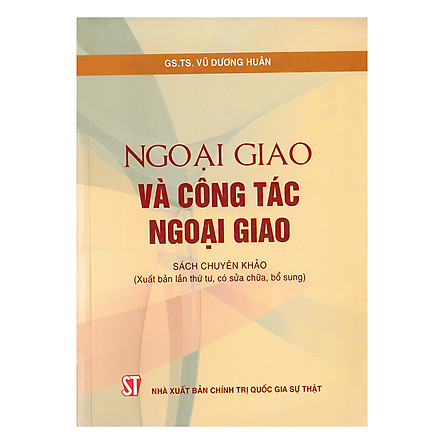 GS.TS. VŨ DƯƠNG HUÂN
NGOẠI GIAO
VÀ CÔNG TÁC
NGOẠI GIAO
SÁCH CHUYÊN KHẢO
(Xuất bản lần thứ tư, có sửa chữa, bổ sung)
ST
NHÀ XUẤT BẢN CHÍNH TRỊ QUỐC GIA SỰ THẬT